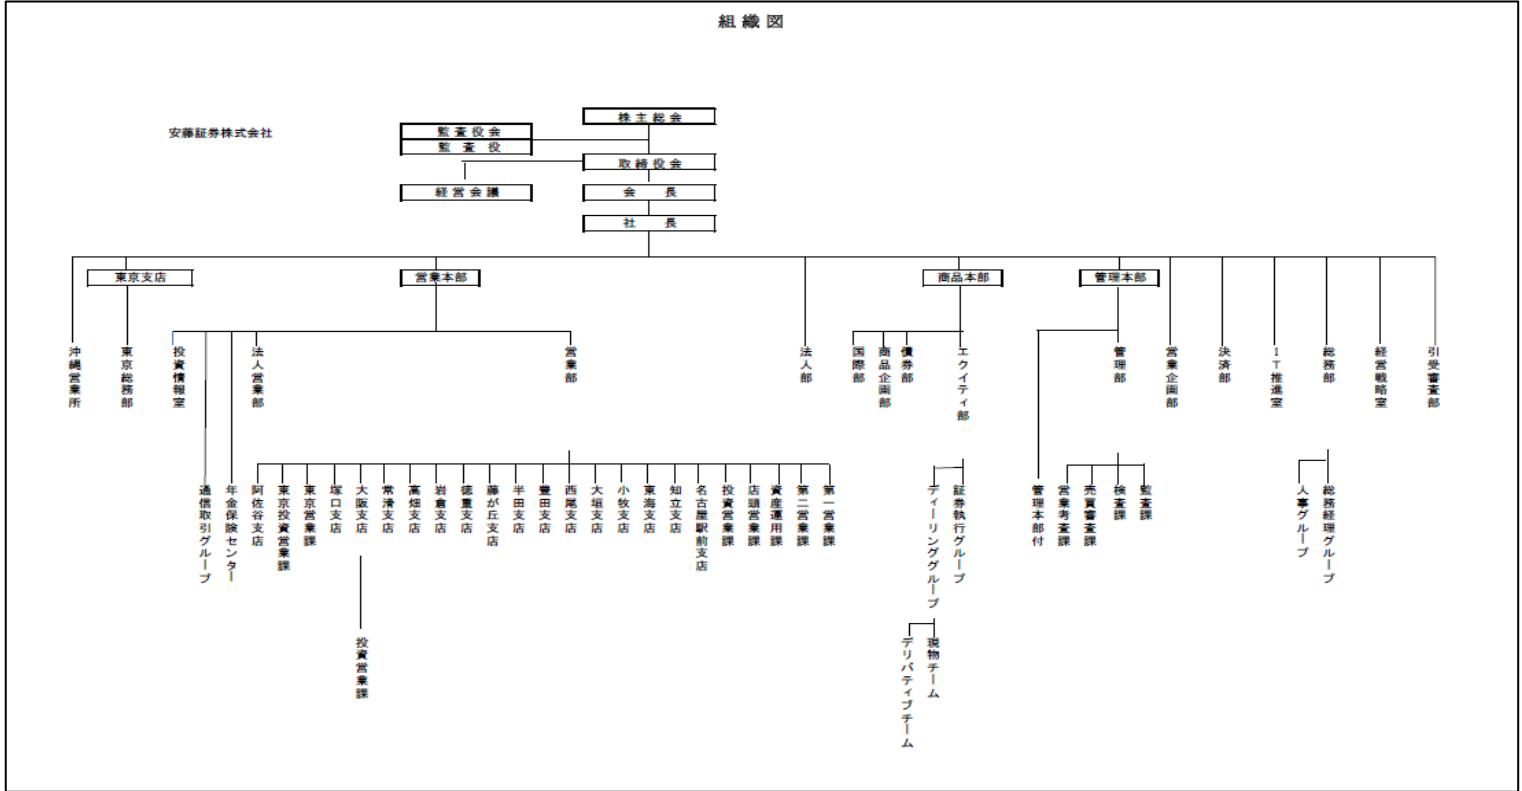 組織図
安藤証券株式会社
株主総会
監査役会
監査役
取締役会
経営会議
会長
社長
東京支店
営業本部
商品本部
管理本部
沖縄営業所
東京総務部
投資情報室
法人営業部
営業部
法人部
国際部
商品企画部
債券部
エクイティ部
管理部
営業企画部
決済部
IT推進室
総務部
経営戦略室
引受審査部
通信取引グループ
年金保険センター
阿佐谷支店
東京投資営業課
東京営業課
塚口支店
大阪支店
常滑支店
高畑支店
岩倉支店
徳重支店
藤が丘支店
半田支店
豊田支店
西尾支店
大垣支店
小牧支店
東海支店
知立支店
名古屋駅前支店
投資営業課
店頭営業課
資産運用課
第二営業課
第一営業課
ディーリンググループ
証券執行グループ
管理本部付
営業考査課
売買審査課
検査課
監査課
人事グループ
総務経理グループ
投資営業課
デリバティブチーム
現物チーム